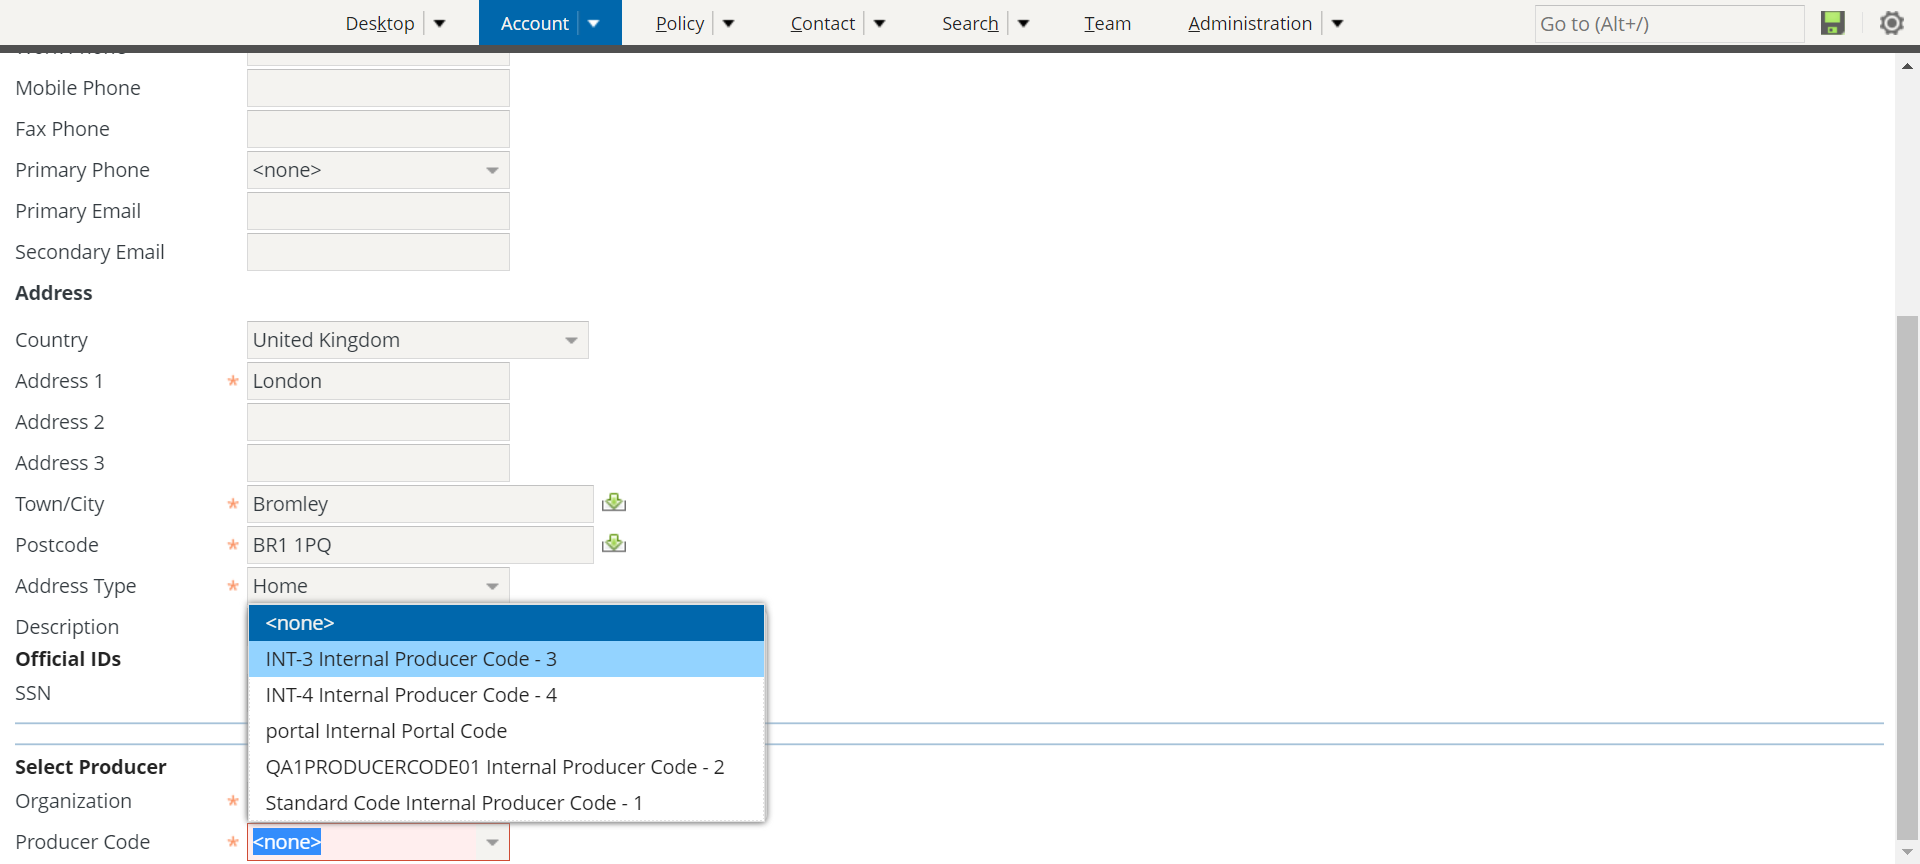 Desktop Account Policy Contact Search Team Administration Go to (Alt+/)
Mobile Phone
Fax Phone
Primary Phone <none>
Primary Email
Secondary Email
Address
Country United Kingdom
Address 1 * London
Address 2
Address 3
Town/City * Bromley
Postcode * BR1 1PQ
Address Type * Home
<none>
Description
INT-3 Internal Producer Code - 3
Official IDs
INT-4 Internal Producer Code - 4
SSN
portal Internal Portal Code
QA1PRODUCERCODE01 Internal Producer Code - 2
Select Producer
Standard Code Internal Producer Code - 1
Organization *
Producer Code * <none>